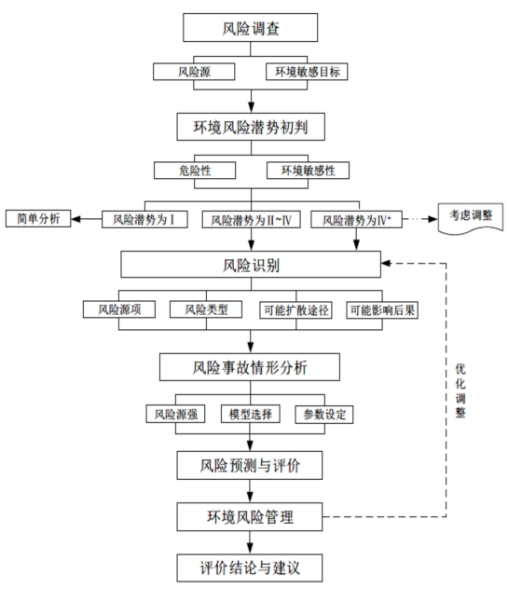 风险调查
风险源
环境敏感目标
环境风险潜势初判
危险性
环境敏感性
简单分析
风险潜势为Ⅰ
风险潜势为Ⅱ~Ⅳ
风险潜势为Ⅳ⁺
考虑调整
风险识别
风险源项
风险类型
可能扩散途径
可能影响后果
风险事故情形分析
优化调整
风险源强
模型选择
参数设定
风险预测与评价
环境风险管理
评价结论与建议